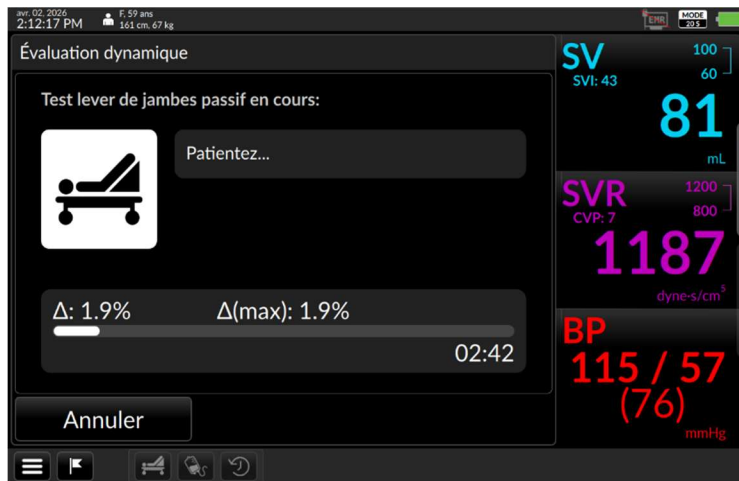 avr. 02, 2026
2:12:17 PM
F, 59 ans
161 cm, 67 kg
EMR
MODE
20 S
Évaluation dynamique
Test lever de jambes passif en cours:
Patientez...
Δ: 1.9% Δ(max): 1.9%
02:42
Annuler
SV
SVI: 43
100
60
81
mL
SVR
CVP: 7
1200
800
1187
dyne·s/cm⁵
BP
115 / 57
(76)
mmHg